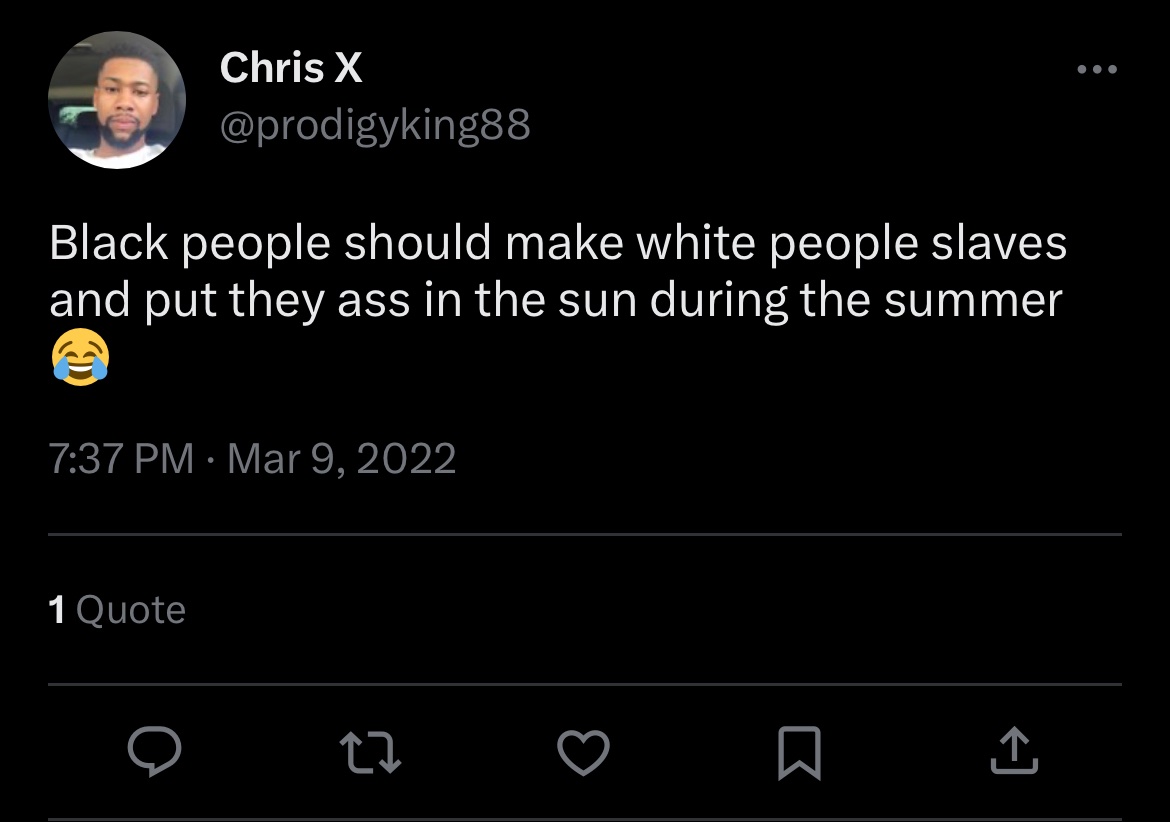 Chris X
@prodigyking88
Black people should make white people slaves
and put they ass in the sun during the summer
😂
7:37 PM · Mar 9, 2022
1 Quote